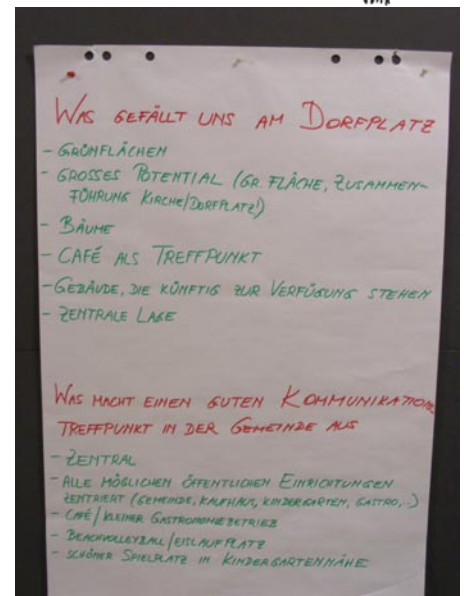 WAS GEFÄLLT UNS AM DORFPLATZ
- GRÜNFLÄCHEN
- GROSSES POTENTIAL (GR. FLÄCHE, ZUSAMMEN-
FÜHRUNG KIRCHE/DORFPLATZ!)
- BÄUME
- CAFÉ ALS TREFFPUNKT
- GEBÄUDE, DIE KÜNFTIG ZUR VERFÜGUNG STEHEN
- ZENTRALE LAGE
WAS MACHT EINEN GUTEN KOMMUNIKATIONS
TREFFPUNKT IN DER GEMEINDE AUS
- ZENTRAL
- ALLE MÖGLICHEN ÖFFENTLICHEN EINRICHTUNGEN
ZENTRIERT (GEMEINDE, KAUFHAUS, KINDERGARTEN, GASTRO,..)
- CAFÉ/KLEINER GASTRONOMIEBETRIEB
- BEACHVOLLEYBALL/EISLAUFPLATZ
- SCHÖNER SPIELPLATZ IN KINDERGARTENNÄHE